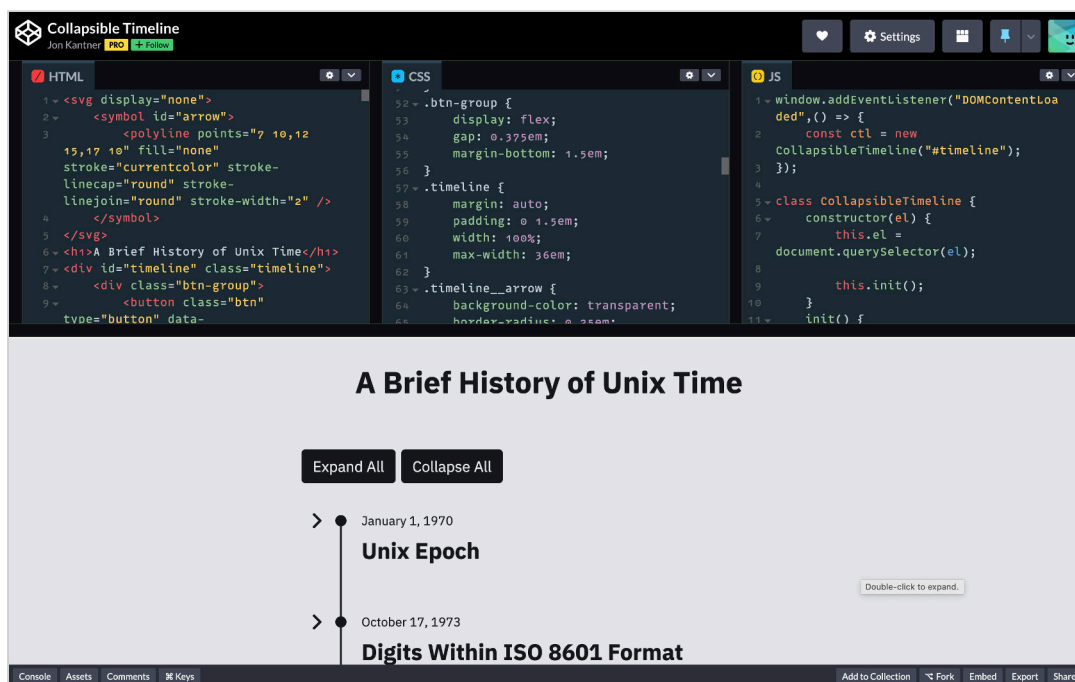 Collapsible Timeline
Jon Kantner PRO + Follow
Settings
HTML
1 <svg display="none">
2 <symbol id="arrow">
3 <polyline points="7 10,12
15,17 10" fill="none"
stroke="currentcolor" stroke-
linecap="round" stroke-
linejoin="round" stroke-width="2" />
4 </symbol>
5 </svg>
6 <h1>A Brief History of Unix Time</h1>
7 <div id="timeline" class="timeline">
8 <div class="btn-group">
9 <button class="btn"
type="button" data-
CSS
52 .btn-group {
53 display: flex;
54 gap: 0.375em;
55 margin-bottom: 1.5em;
56 }
57 .timeline {
58 margin: auto;
59 padding: 0 1.5em;
60 width: 100%;
61 max-width: 36em;
62 }
63 .timeline__arrow {
64 background-color: transparent;
65 border-radius: 0.25em;
JS
1 window.addEventListener("DOMContentLoa
ded",() => {
2 const ctl = new
CollapsibleTimeline("#timeline");
3 });
4
5 class CollapsibleTimeline {
6 constructor(el) {
7 this.el =
document.querySelector(el);
8
9 this.init();
10 }
11 init() {
A Brief History of Unix Time
Expand All Collapse All
January 1, 1970
Unix Epoch
Double-click to expand.
October 17, 1973
Digits Within ISO 8601 Format
Console Assets Comments ⌘ Keys Add to Collection ⌥ Fork Embed Export Share